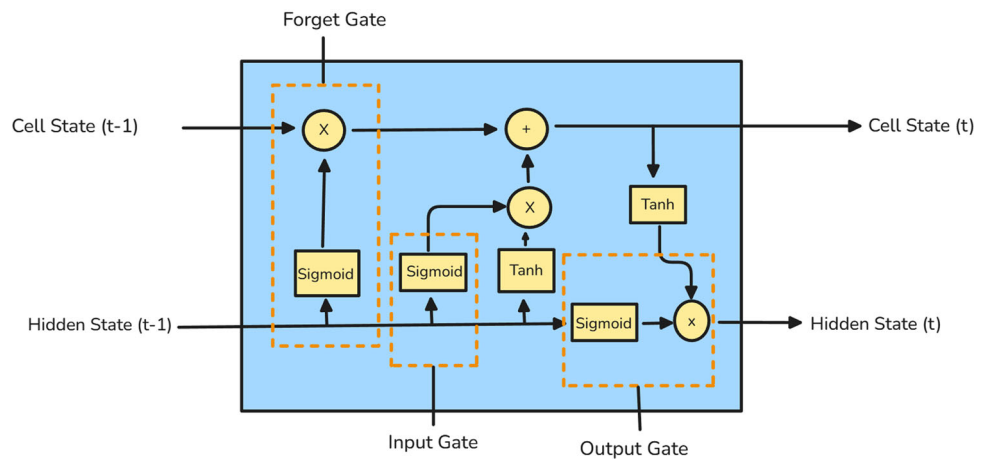 Forget Gate
Cell State (t-1)
X
+
Cell State (t)
X
Tanh
Sigmoid
Sigmoid
Tanh
Hidden State (t-1)
Sigmoid
x
Hidden State (t)
Input Gate
Output Gate